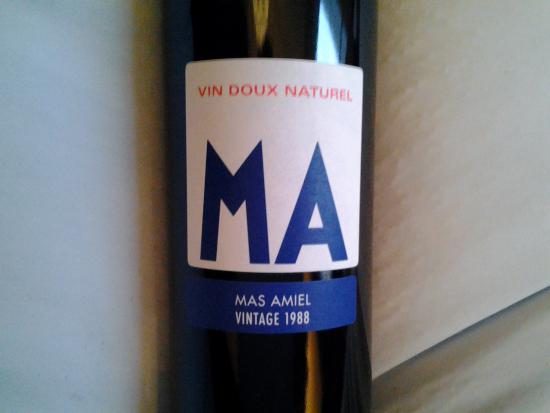 VIN DOUX NATUREL
MA
MAS AMIEL
VINTAGE 1988